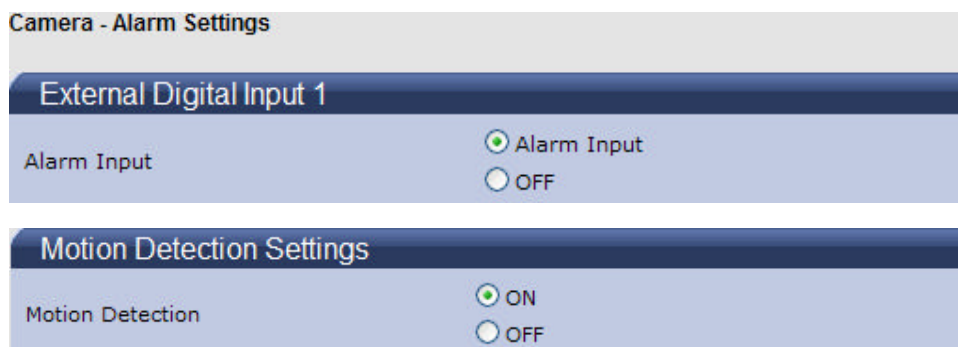 Camera - Alarm Settings
External Digital Input 1
Alarm Input
Alarm Input
OFF
Motion Detection Settings
Motion Detection
ON
OFF